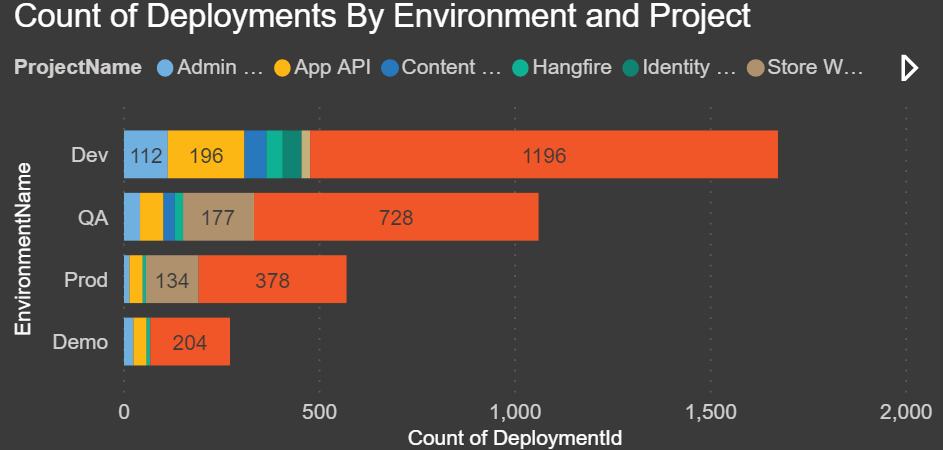 Count of Deployments By Environment and Project
ProjectName Admin ... App API Content ... Hangfire Identity ... Store W...
EnvironmentName
Dev 112 196 1196
QA 177 728
Prod 134 378
Demo 204
0 500 1,000 1,500 2,000
Count of DeploymentId